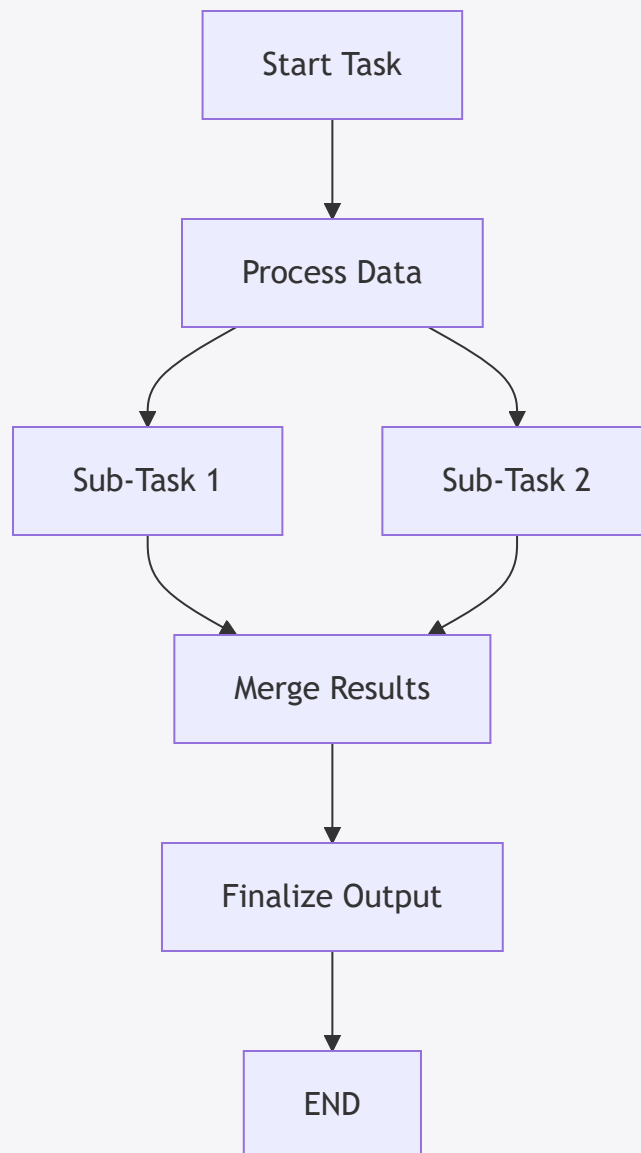 Start Task
Process Data
Sub-Task 1
Sub-Task 2
Merge Results
Finalize Output
END